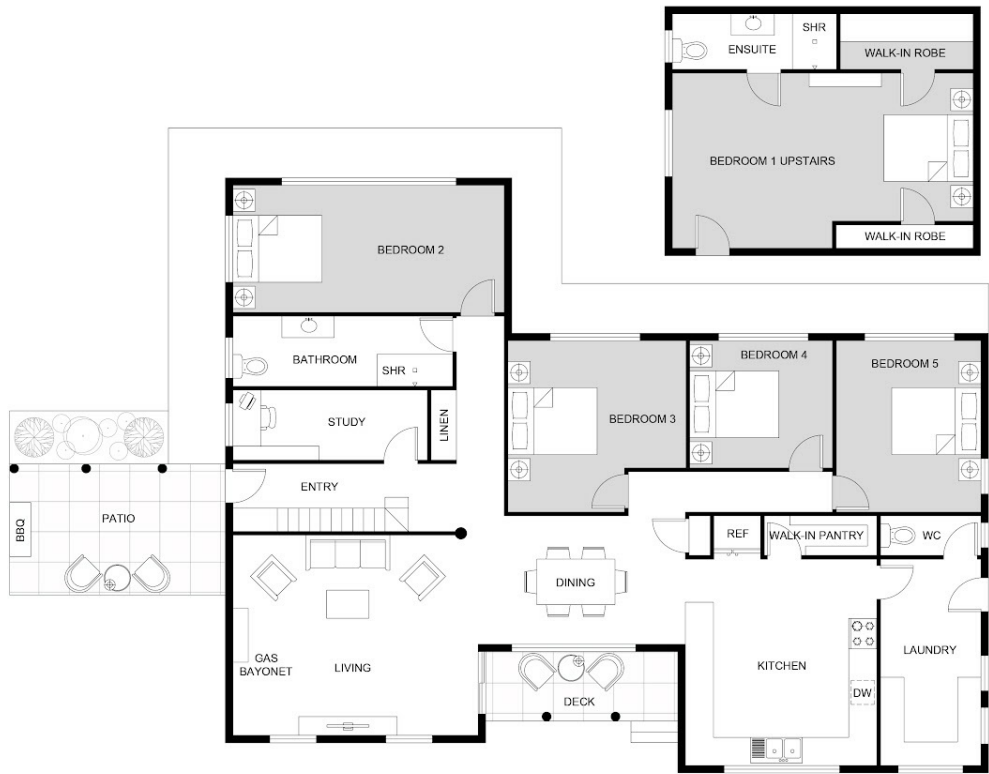 ENSUITE
SHR
WALK-IN ROBE
BEDROOM 1 UPSTAIRS
WALK-IN ROBE
BEDROOM 2
BATHROOM
SHR
BEDROOM 3
BEDROOM 4
BEDROOM 5
STUDY
LINEN
ENTRY
PATIO
BBQ
REF
WALK-IN PANTRY
WC
DINING
GAS
BAYONET
LIVING
DECK
KITCHEN
DW
LAUNDRY